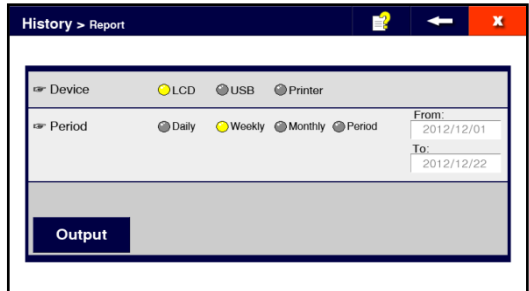 History > Report
x
☞ Device LCD USB Printer
☞ Period Daily Weekly Monthly Period
From:
2012/12/01
To:
2012/12/22
Output